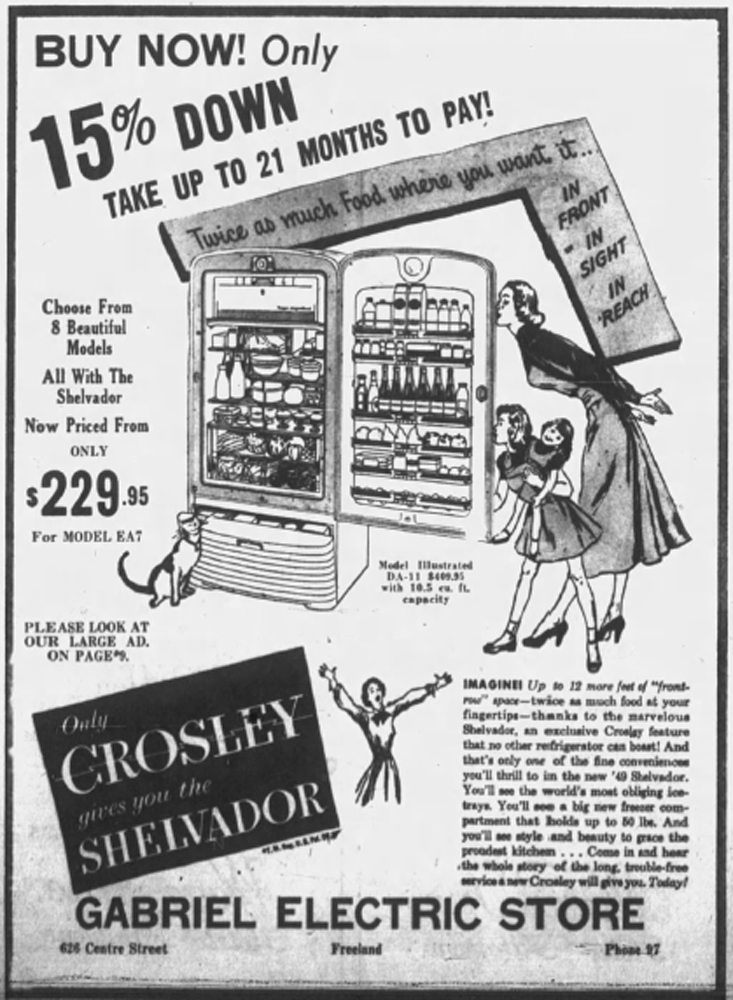 BUY NOW! Only
15% DOWN
TAKE UP TO 21 MONTHS TO PAY!
Twice as much Food where you want it...
IN
FRONT
- IN
SIGHT
IN
REACH
Choose From
8 Beautiful
Models
All With The
Shelvador
Now Priced From
ONLY
$229.95
For MODEL EA7
Model Illustrated
DA-11 $409.95
with 10.5 cu. ft.
capacity
PLEASE LOOK AT
OUR LARGE AD.
ON PAGE 9.
Only
CROSLEY
gives you the
SHELVADOR
IMAGINE! Up to 12 more feet of "front-
row" space—twice as much food at your
fingertips—thanks to the marvelous
Shelvador, an exclusive Crosley feature
that no other refrigerator can boast! And
that's only one of the fine conveniences
you'll thrill to in the new '49 Shelvador.
You'll see the world's most obliging ice-
trays. You'll see a big new freezer com-
partment that holds up to 50 lbs. And
you'll see style and beauty to grace the
proudest kitchen . . . Come in and hear
the whole story of the long, trouble-free
service a new Crosley will give you. Today!
GABRIEL ELECTRIC STORE
626 Centre Street Freeland Phone 97